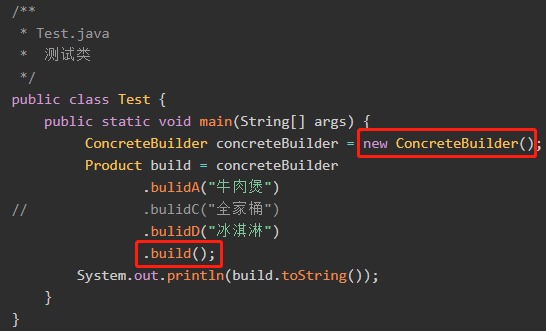 /**
 * Test.java
 *  测试类
 */
public class Test {
    public static void main(String[] args) {
         ConcreteBuilder concreteBuilder = new ConcreteBuilder();
         Product build = concreteBuilder
                .bulidA("牛肉煲")
//              .bulidC("全家桶")
                .bulidD("冰淇淋")
                .build();
        System.out.println(build.toString());
    }
}